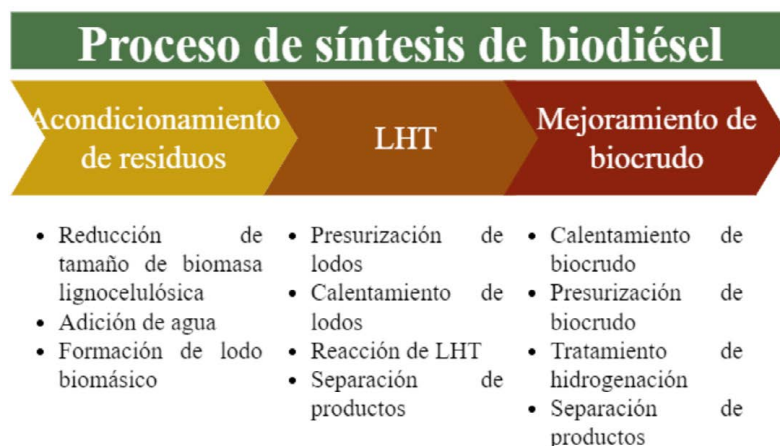 Proceso de síntesis de biodiésel
Acondicionamiento
de residuos
LHT
Mejoramiento de
biocrudo
• Reducción de
tamaño de biomasa
lignocelulósica
• Adición de agua
• Formación de lodo
biomásico
• Presurización de
lodos
• Calentamiento de
lodos
• Reacción de LHT
• Separación de
productos
• Calentamiento de
biocrudo
• Presurización de
biocrudo
• Tratamiento de
hidrogenación
• Separación de
productos